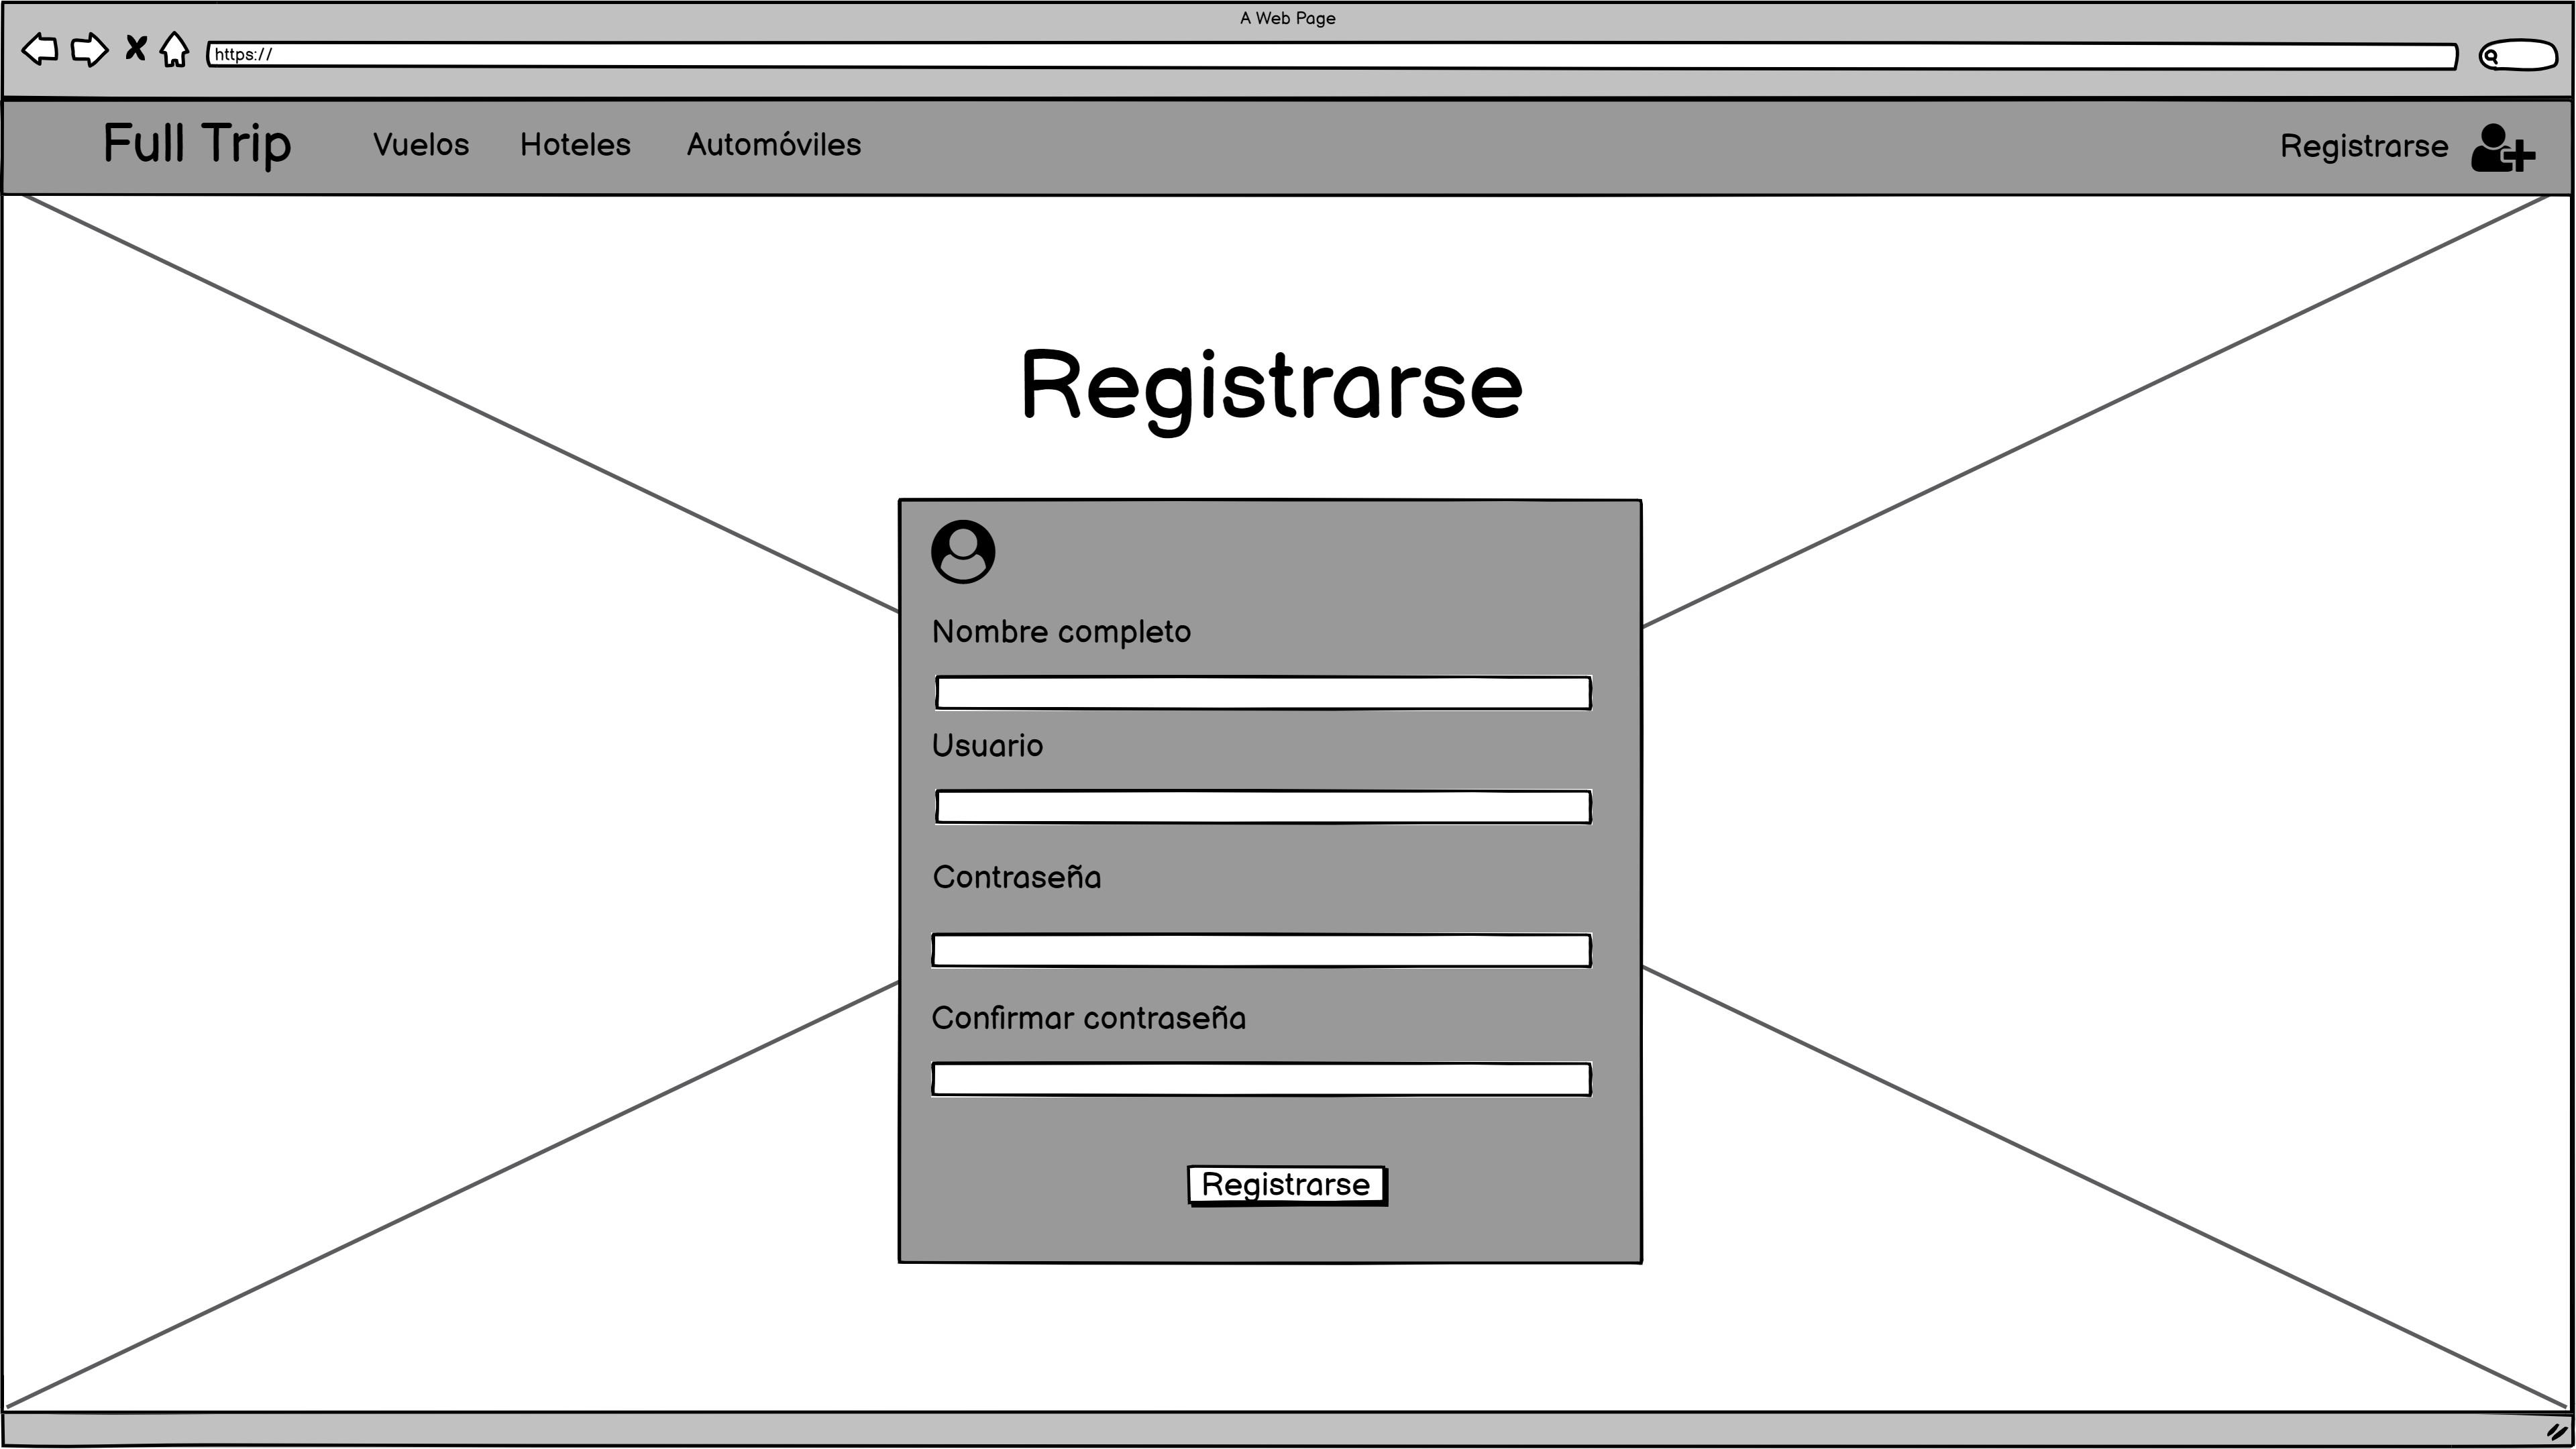 A Web Page
https://
Full Trip Vuelos Hoteles Automóviles Registrarse
Registrarse
Nombre completo
Usuario
Contraseña
Confirmar contraseña
Registrarse